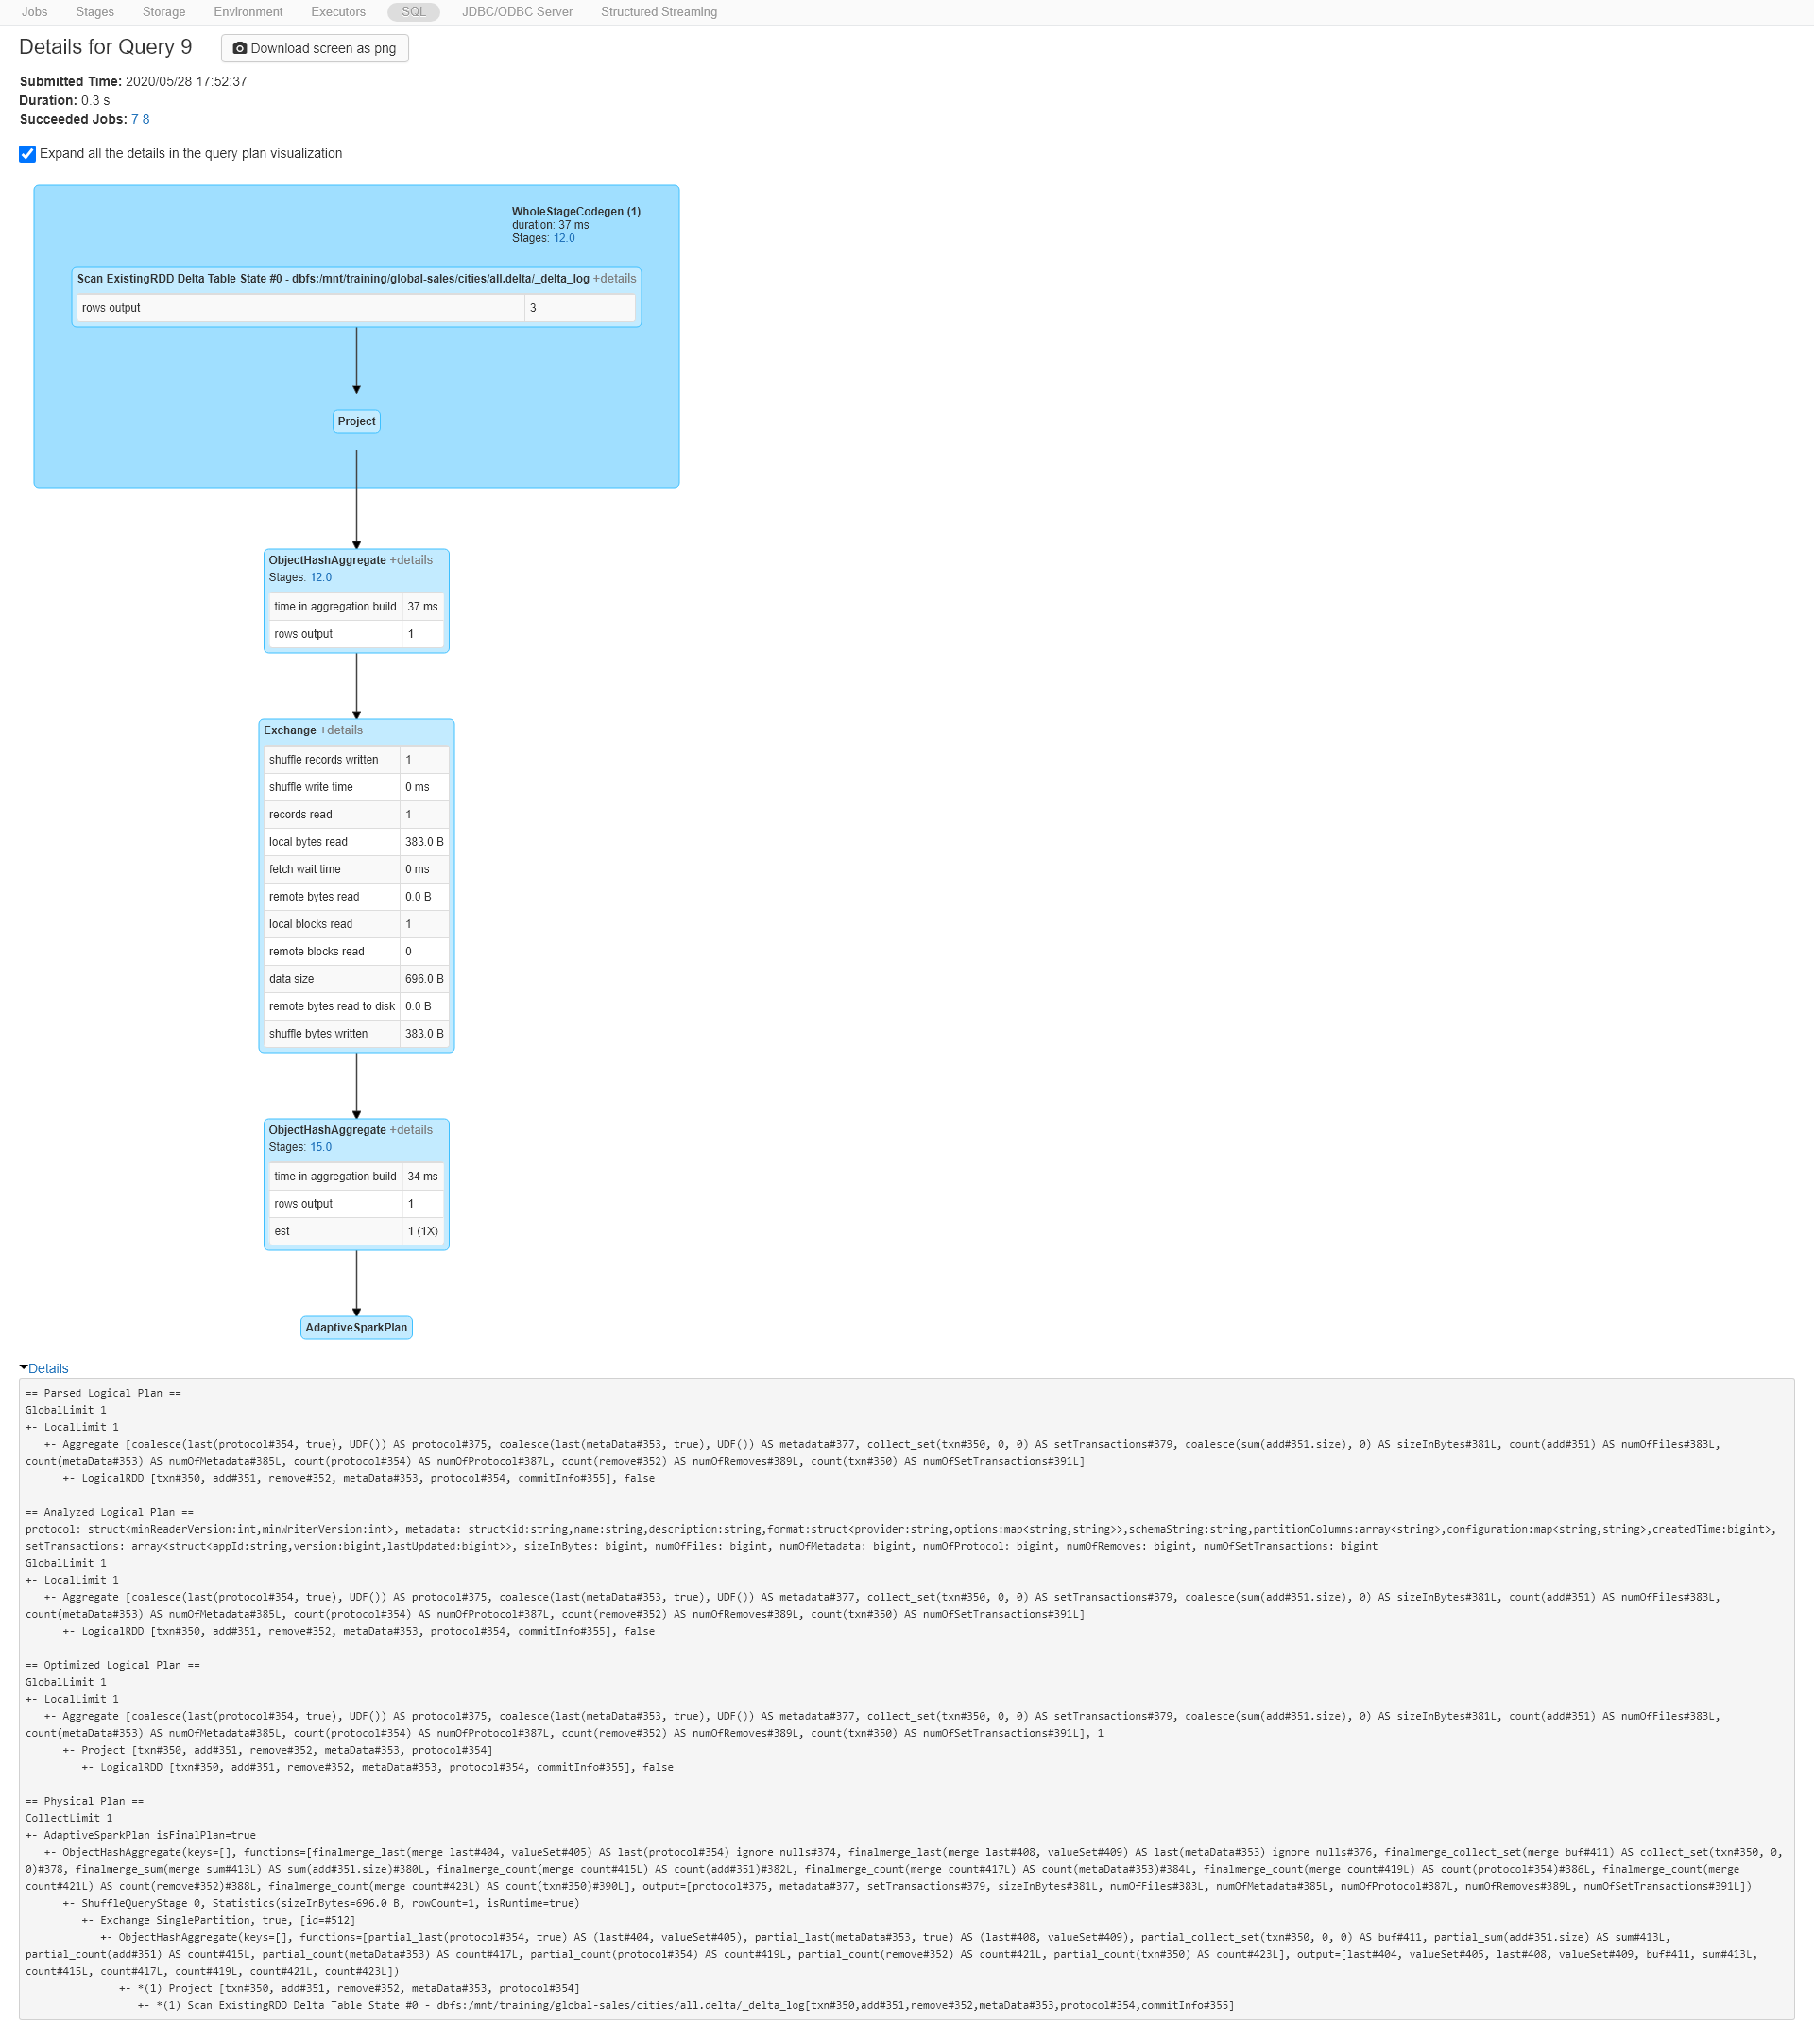 Jobs Stages Storage Environment Executors SQL JDBC/ODBC Server Structured Streaming
Details for Query 9 Download screen as png
Submitted Time: 2020/05/28 17:52:37
Duration: 0.3 s
Succeeded Jobs: 7 8
Expand all the details in the query plan visualization
WholeStageCodegen (1)
duration: 37 ms
Stages: 12.0
Scan ExistingRDD Delta Table State #0 - dbfs:/mnt/training/global-sales/cities/all.delta/_delta_log +details
rows output 3
Project
ObjectHashAggregate +details
Stages: 12.0
time in aggregation build 37 ms
rows output 1
Exchange +details
shuffle records written 1
shuffle write time 0 ms
records read 1
local bytes read 383.0 B
fetch wait time 0 ms
remote bytes read 0.0 B
local blocks read 1
remote blocks read 0
data size 696.0 B
remote bytes read to disk 0.0 B
shuffle bytes written 383.0 B
ObjectHashAggregate +details
Stages: 15.0
time in aggregation build 34 ms
rows output 1
est 1 (1X)
AdaptiveSparkPlan
Details
== Parsed Logical Plan ==
GlobalLimit 1
+- LocalLimit 1
+- Aggregate [coalesce(last(protocol#354, true), UDF()) AS protocol#375, coalesce(last(metaData#353, true), UDF()) AS metadata#377, collect_set(txn#350, 0, 0) AS setTransactions#379, coalesce(sum(add#351.size), 0) AS sizeInBytes#381L, count(add#351) AS numOfFiles#383L,
count(metaData#353) AS numOfMetadata#385L, count(protocol#354) AS numOfProtocol#387L, count(remove#352) AS numOfRemoves#389L, count(txn#350) AS numOfSetTransactions#391L]
+- LogicalRDD [txn#350, add#351, remove#352, metaData#353, protocol#354, commitInfo#355], false
== Analyzed Logical Plan ==
protocol: struct<minReaderVersion:int,minWriterVersion:int>, metadata: struct<id:string,name:string,description:string,format:struct<provider:string,options:map<string,string>>,schemaString:string,partitionColumns:array<string>,configuration:map<string,string>,createdTime:bigint>,
setTransactions: array<struct<appId:string,version:bigint,lastUpdated:bigint>>, sizeInBytes: bigint, numOfFiles: bigint, numOfMetadata: bigint, numOfProtocol: bigint, numOfRemoves: bigint, numOfSetTransactions: bigint
GlobalLimit 1
+- LocalLimit 1
+- Aggregate [coalesce(last(protocol#354, true), UDF()) AS protocol#375, coalesce(last(metaData#353, true), UDF()) AS metadata#377, collect_set(txn#350, 0, 0) AS setTransactions#379, coalesce(sum(add#351.size), 0) AS sizeInBytes#381L, count(add#351) AS numOfFiles#383L,
count(metaData#353) AS numOfMetadata#385L, count(protocol#354) AS numOfProtocol#387L, count(remove#352) AS numOfRemoves#389L, count(txn#350) AS numOfSetTransactions#391L]
+- LogicalRDD [txn#350, add#351, remove#352, metaData#353, protocol#354, commitInfo#355], false
== Optimized Logical Plan ==
GlobalLimit 1
+- LocalLimit 1
+- Aggregate [coalesce(last(protocol#354, true), UDF()) AS protocol#375, coalesce(last(metaData#353, true), UDF()) AS metadata#377, collect_set(txn#350, 0, 0) AS setTransactions#379, coalesce(sum(add#351.size), 0) AS sizeInBytes#381L, count(add#351) AS numOfFiles#383L,
count(metaData#353) AS numOfMetadata#385L, count(protocol#354) AS numOfProtocol#387L, count(remove#352) AS numOfRemoves#389L, count(txn#350) AS numOfSetTransactions#391L], 1
+- Project [txn#350, add#351, remove#352, metaData#353, protocol#354]
+- LogicalRDD [txn#350, add#351, remove#352, metaData#353, protocol#354, commitInfo#355], false
== Physical Plan ==
CollectLimit 1
+- AdaptiveSparkPlan isFinalPlan=true
+- ObjectHashAggregate(keys=[], functions=[finalmerge_last(merge last#404, valueSet#405) AS last(protocol#354) ignore nulls#374, finalmerge_last(merge last#408, valueSet#409) AS last(metaData#353) ignore nulls#376, finalmerge_collect_set(merge buf#411) AS collect_set(txn#350, 0,
0)#378, finalmerge_sum(merge sum#413L) AS sum(add#351.size)#380L, finalmerge_count(merge count#415L) AS count(add#351)#382L, finalmerge_count(merge count#417L) AS count(metaData#353)#384L, finalmerge_count(merge count#419L) AS count(protocol#354)#386L, finalmerge_count(merge
count#421L) AS count(remove#352)#388L, finalmerge_count(merge count#423L) AS count(txn#350)#390L], output=[protocol#375, metadata#377, setTransactions#379, sizeInBytes#381L, numOfFiles#383L, numOfMetadata#385L, numOfProtocol#387L, numOfRemoves#389L, numOfSetTransactions#391L])
+- ShuffleQueryStage 0, Statistics(sizeInBytes=696.0 B, rowCount=1, isRuntime=true)
+- Exchange SinglePartition, true, [id=#512]
+- ObjectHashAggregate(keys=[], functions=[partial_last(protocol#354, true) AS (last#404, valueSet#405), partial_last(metaData#353, true) AS (last#408, valueSet#409), partial_collect_set(txn#350, 0, 0) AS buf#411, partial_sum(add#351.size) AS sum#413L,
partial_count(add#351) AS count#415L, partial_count(metaData#353) AS count#417L, partial_count(protocol#354) AS count#419L, partial_count(remove#352) AS count#421L, partial_count(txn#350) AS count#423L], output=[last#404, valueSet#405, last#408, valueSet#409, buf#411, sum#413L,
count#415L, count#417L, count#419L, count#421L, count#423L])
+- *(1) Project [txn#350, add#351, remove#352, metaData#353, protocol#354]
+- *(1) Scan ExistingRDD Delta Table State #0 - dbfs:/mnt/training/global-sales/cities/all.delta/_delta_log[txn#350,add#351,remove#352,metaData#353,protocol#354,commitInfo#355]